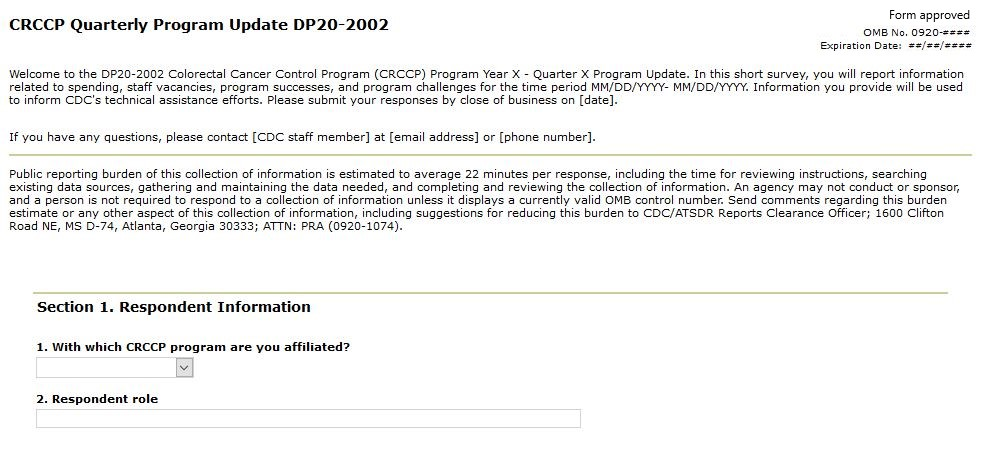 CRCCP Quarterly Program Update DP20-2002
Form approved
OMB No. 0920-####
Expiration Date: ##/##/####
Welcome to the DP20-2002 Colorectal Cancer Control Program (CRCCP) Program Year X - Quarter X Program Update. In this short survey, you will report information
related to spending, staff vacancies, program successes, and program challenges for the time period MM/DD/YYYY- MM/DD/YYYY. Information you provide will be used
to inform CDC's technical assistance efforts. Please submit your responses by close of business on [date].
If you have any questions, please contact [CDC staff member] at [email address] or [phone number].
Public reporting burden of this collection of information is estimated to average 22 minutes per response, including the time for reviewing instructions, searching
existing data sources, gathering and maintaining the data needed, and completing and reviewing the collection of information. An agency may not conduct or sponsor,
and a person is not required to respond to a collection of information unless it displays a currently valid OMB control number. Send comments regarding this burden
estimate or any other aspect of this collection of information, including suggestions for reducing this burden to CDC/ATSDR Reports Clearance Officer; 1600 Clifton
Road NE, MS D-74, Atlanta, Georgia 30333; ATTN: PRA (0920-1074).
Section 1. Respondent Information
1. With which CRCCP program are you affiliated?
2. Respondent role